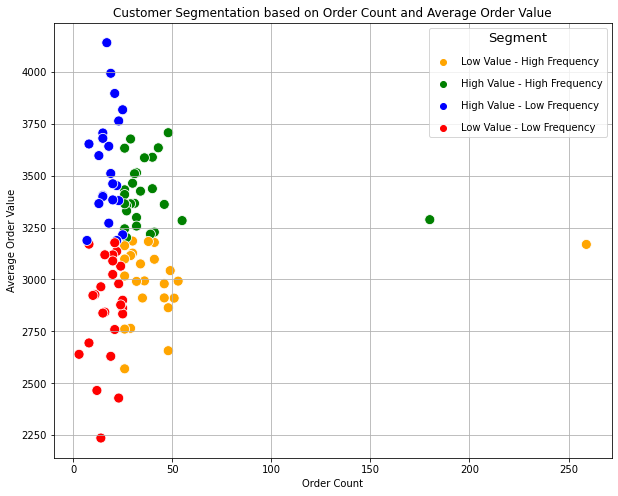 Customer Segmentation based on Order Count and Average Order Value
Segment
Low Value - High Frequency
High Value - High Frequency
High Value - Low Frequency
Low Value - Low Frequency
Average Order Value
4000
3750
3500
3250
3000
2750
2500
2250
0 50 100 150 200 250
Order Count